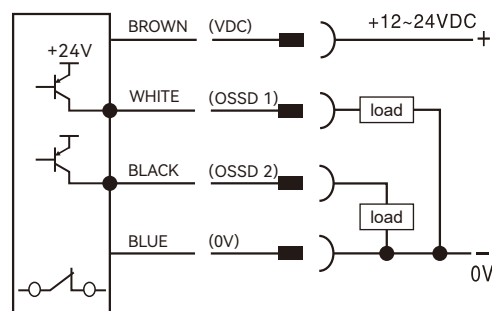 BROWN (VDC) +12~24VDC
+
+24V
WHITE (OSSD 1) load
BLACK (OSSD 2)
load
BLUE (0V) −
0V